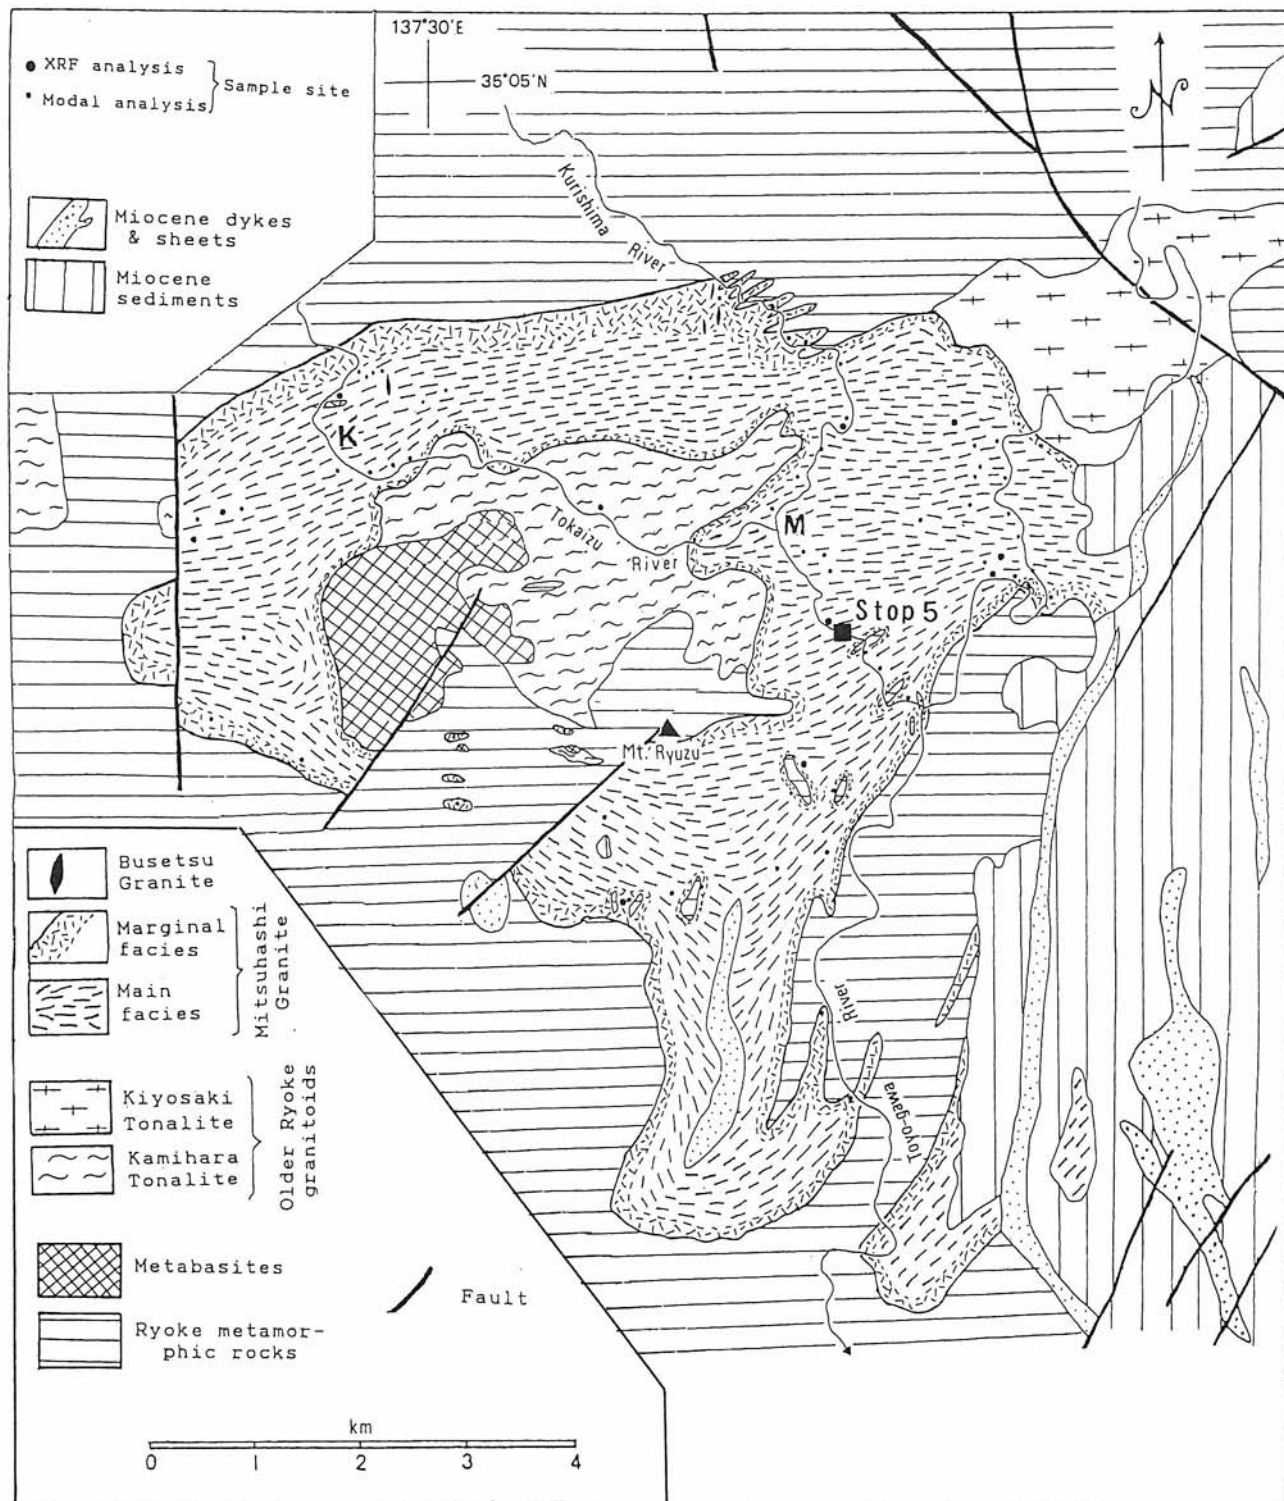 137°30'E
35°05'N
XRF analysis
Modal analysis
Sample site
N
Miocene dykes
& sheets
Miocene
sediments
Kurishima
River
K
Tokaizu
River
M
Stop 5
Mt. Ryuzu
River
Toyo-gawa
Busetsu
Granite
Marginal
facies
Main
facies
Mitsuhashi
Granite
Kiyosaki
Tonalite
Kamihara
Tonalite
Older Ryoke
granitoids
Metabasites
Fault
Ryoke metamor-
phic rocks
km
0 1 2 3 4